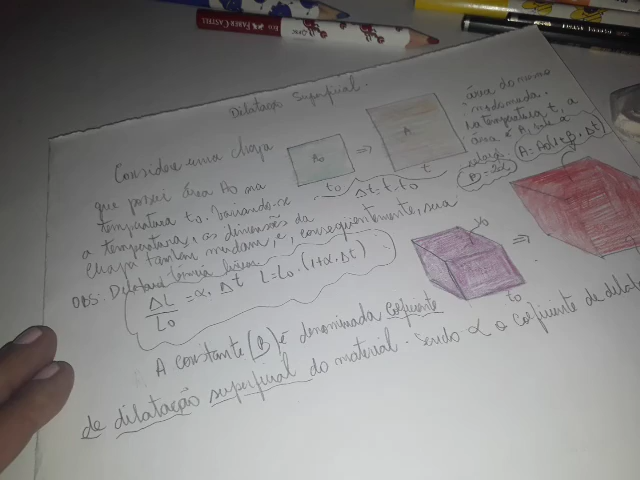 FABER-CASTELL
Dilatação Superficial.
Considere uma chapa
que possui área A0 na
temperatura t0. Variando-se
a temperatura, as dimensões da
chapa também mudam, e, consequentemente, sua
área do mesmo
na temperatura t, a
área é A,
A = A0(1+B.Δt)
B = 2α
A0
⇒
A
t0
t
Δt = t - t0
OBS: Dilatação térmica linear
ΔL/L0 = α.Δt L = L0.(1+α.Δt)
V0
⇒
t0
A constante (B) é denominada coeficiente
de dilatação superficial do material. Sendo α o coeficiente de